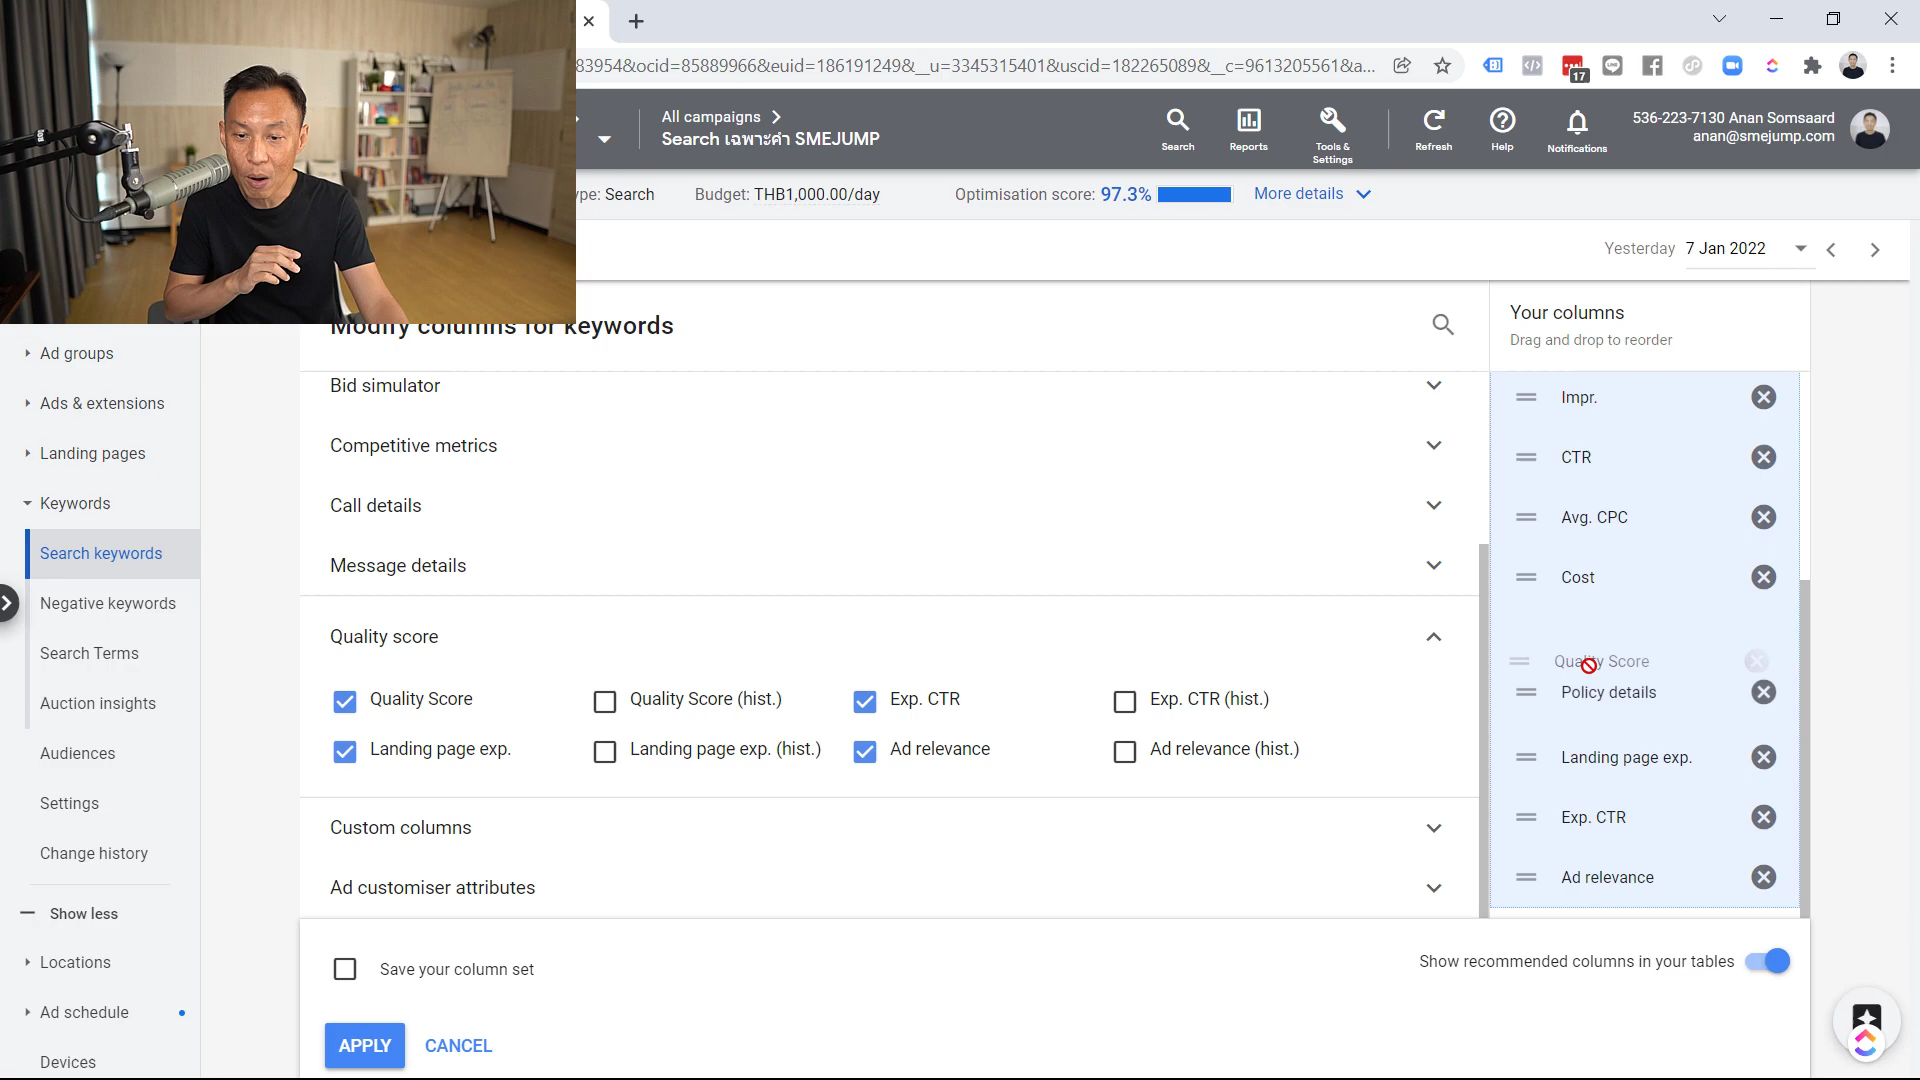 83954&ocid=85889966&euid=186191249&__u=3345315401&uscid=182265089&__c=9613205561&a...
17
All campaigns
Search เฉพาะคำ SMEJUMP
Search
Reports
Tools &
Settings
Refresh
Help
Notifications
536-223-7130 Anan Somsaard
anan@smejump.com
ype: Search
Budget: THB1,000.00/day
Optimisation score: 97.3%
More details
Yesterday 7 Jan 2022
Modify columns for keywords
Your columns
Drag and drop to reorder
Ad groups
Ads & extensions
Landing pages
Keywords
Search keywords
Negative keywords
Search Terms
Auction insights
Audiences
Settings
Change history
Show less
Locations
Ad schedule
Devices
Bid simulator
Competitive metrics
Call details
Message details
Quality score
Quality Score
Quality Score (hist.)
Exp. CTR
Exp. CTR (hist.)
Landing page exp.
Landing page exp. (hist.)
Ad relevance
Ad relevance (hist.)
Custom columns
Ad customiser attributes
Impr.
CTR
Avg. CPC
Cost
Quality Score
Policy details
Landing page exp.
Exp. CTR
Ad relevance
Save your column set
Show recommended columns in your tables
APPLY
CANCEL